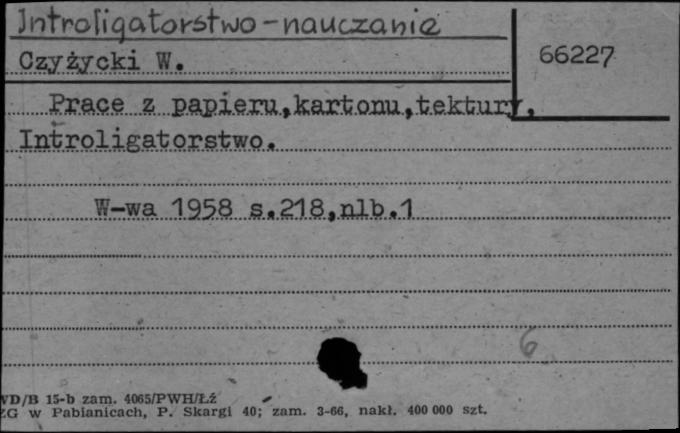 Introligatorstwo - nauczanie
Czyżycki W.
66227
Prace z papieru,kartonu,tektury,
Introligatorstwo.
W-wa 1958 s.218,nlb.1
6
VD/B 15-b zam. 4065/PWH/Łź
ZG w Pabianicach, P. Skargi 40; zam. 3-66, nakł. 400 000 szt.